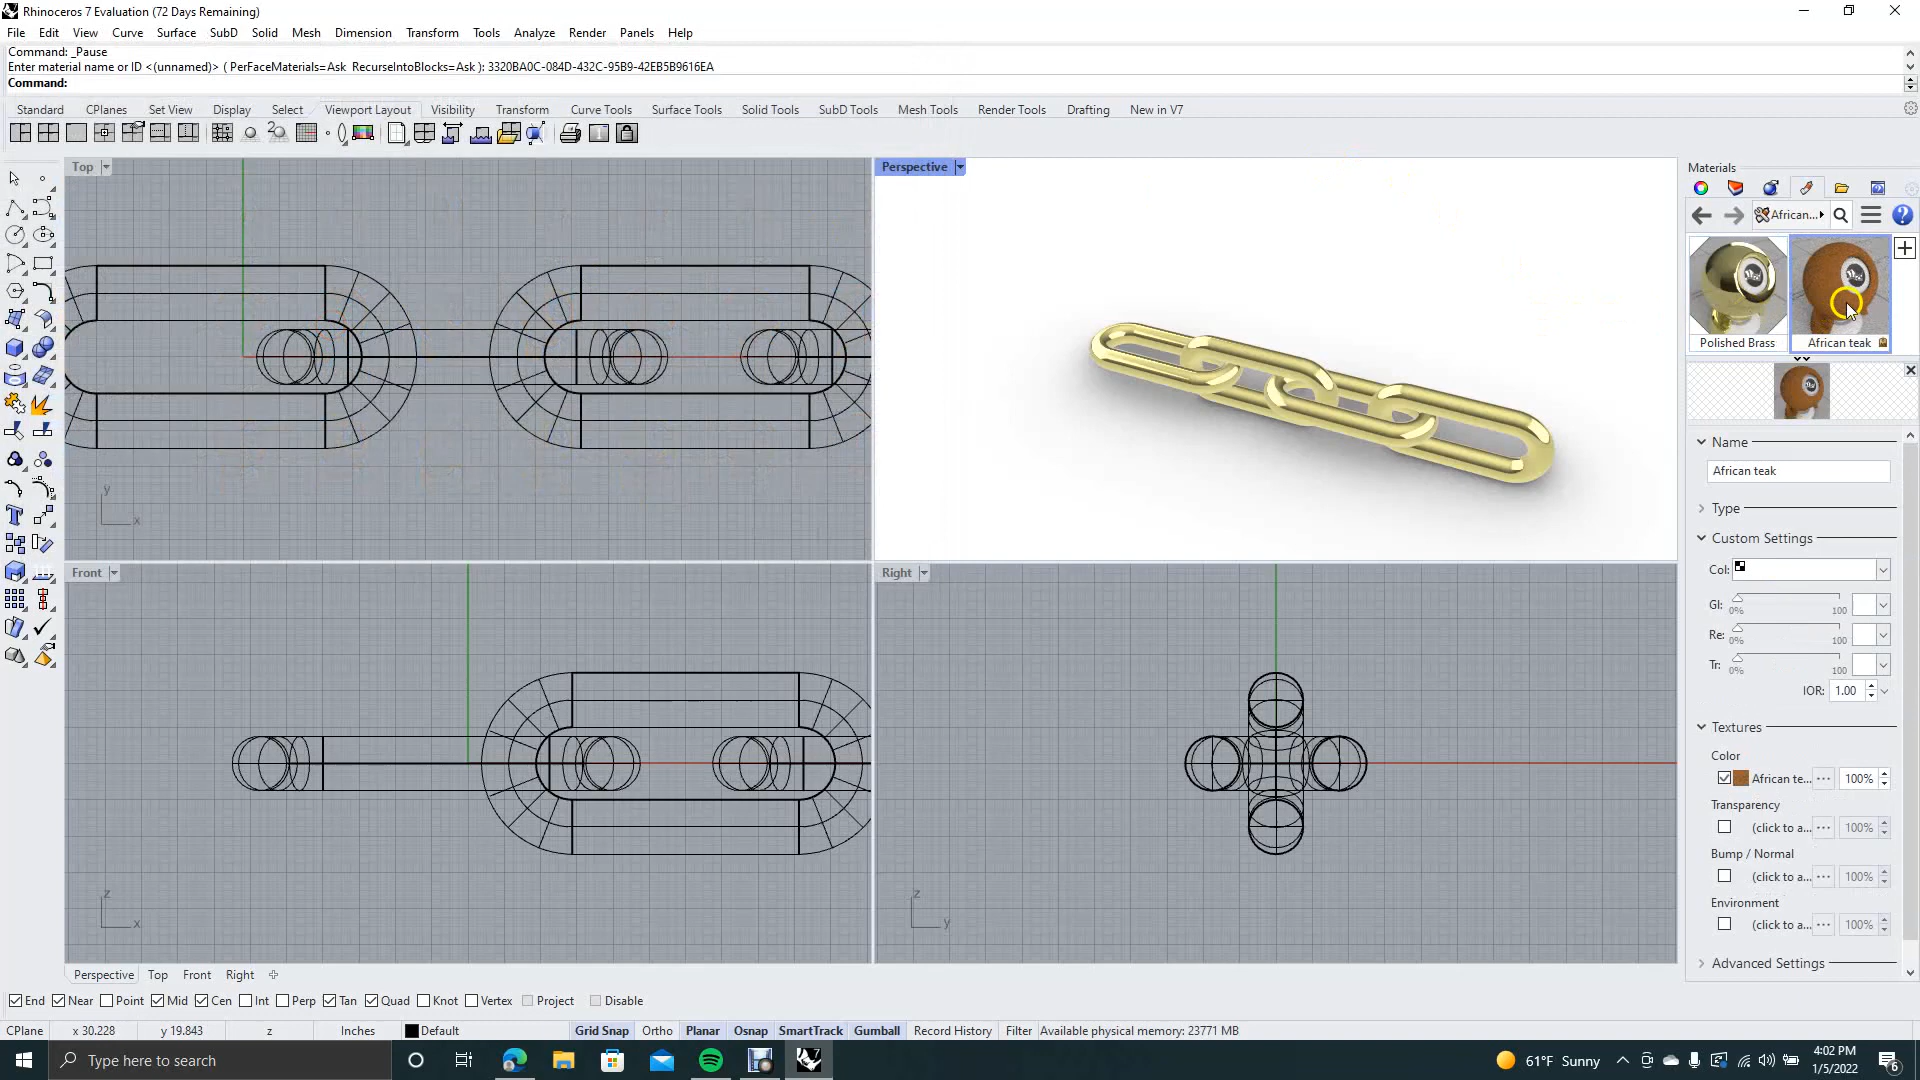 Rhinoceros 7 Evaluation (72 Days Remaining)
File Edit View Curve Surface SubD Solid Mesh Dimension Transform Tools Analyze Render Panels Help
Command: _Pause
Enter material name or ID <(unnamed)> ( PerFaceMaterials=Ask RecurseIntoBlocks=Ask ): 3320BA0C-084D-432C-95B9-42EB5B9616EA
Command:
Standard CPlanes Set View Display Select Viewport Layout Visibility Transform Curve Tools Surface Tools Solid Tools SubD Tools Mesh Tools Render Tools Drafting New in V7
Top
Perspective
Materials
African...
Polished Brass
African teak
Name
African teak
Type
Custom Settings
Col:
Gl:
0% 100
Re:
0% 100
Tr:
0% 100
IOR: 1.00
Textures
Color
African te... ... 100%
Transparency
(click to a... ... 100%
Bump / Normal
(click to a... ... 100%
Environment
(click to a... ... 100%
Advanced Settings
y
x
Front
Right
z
x
z
y
Perspective Top Front Right
End Near Point Mid Cen Int Perp Tan Quad Knot Vertex Project Disable
CPlane x 30.228 y 19.843 z Inches Default Grid Snap Ortho Planar Osnap SmartTrack Gumball Record History Filter Available physical memory: 23771 MB
Type here to search
61°F Sunny
4:02 PM
1/5/2022
6